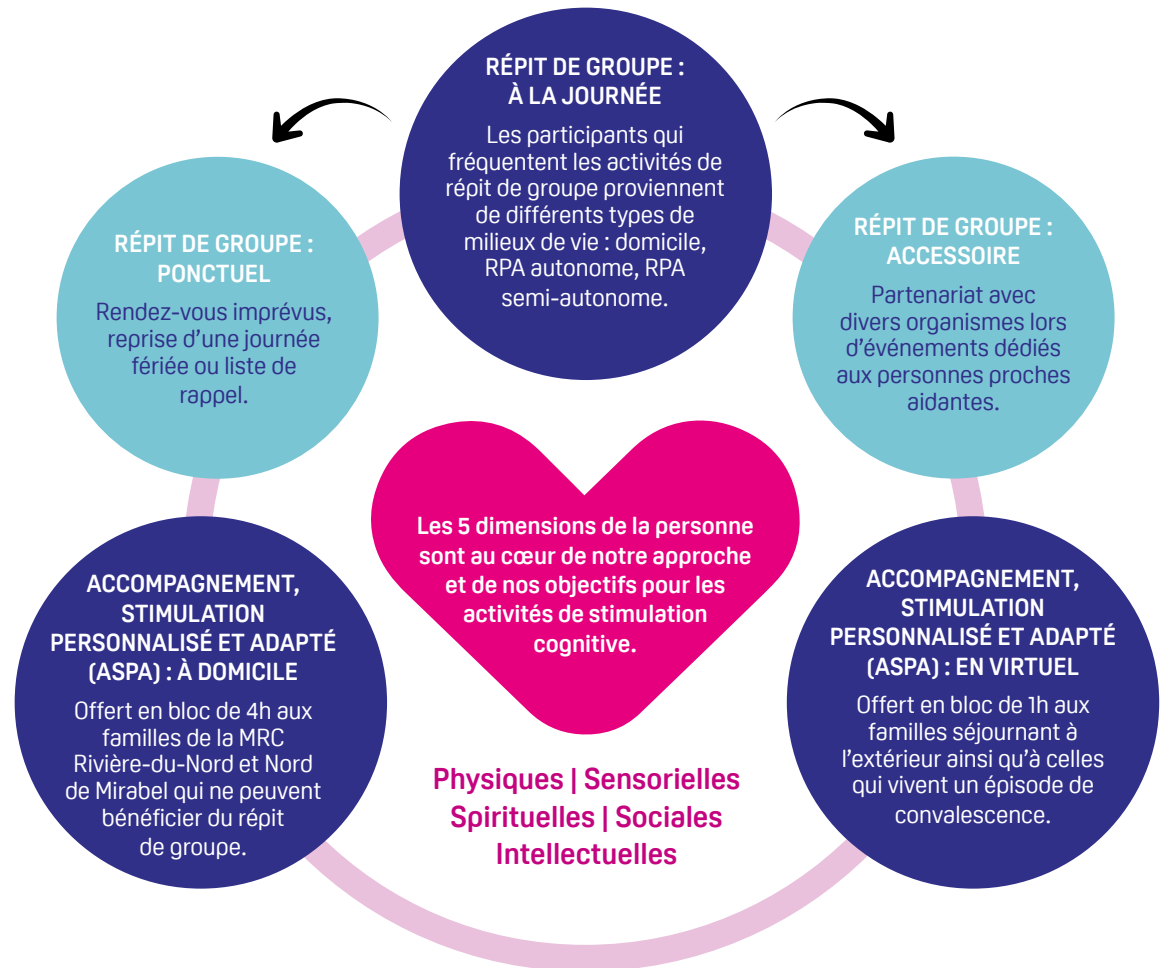 RÉPIT DE GROUPE :
À LA JOURNÉE
Les participants qui
fréquentent les activités de
répit de groupe proviennent
de différents types de
milieux de vie : domicile,
RPA autonome, RPA
semi-autonome.
RÉPIT DE GROUPE :
PONCTUEL
Rendez-vous imprévus,
reprise d'une journée
fériée ou liste de
rappel.
RÉPIT DE GROUPE :
ACCESSOIRE
Partenariat avec
divers organismes lors
d'événements dédiés
aux personnes proches
aidantes.
Les 5 dimensions de la personne
sont au cœur de notre approche
et de nos objectifs pour les
activités de stimulation
cognitive.
ACCOMPAGNEMENT,
STIMULATION
PERSONNALISÉ ET ADAPTÉ
(ASPA) : À DOMICILE
Offert en bloc de 4h aux
familles de la MRC
Rivière-du-Nord et Nord
de Mirabel qui ne peuvent
bénéficier du répit
de groupe.
ACCOMPAGNEMENT,
STIMULATION
PERSONNALISÉ ET ADAPTÉ
(ASPA) : EN VIRTUEL
Offert en bloc de 1h aux
familles séjournant à
l'extérieur ainsi qu'à celles
qui vivent un épisode de
convalescence.
Physiques | Sensorielles
Spirituelles | Sociales
Intellectuelles